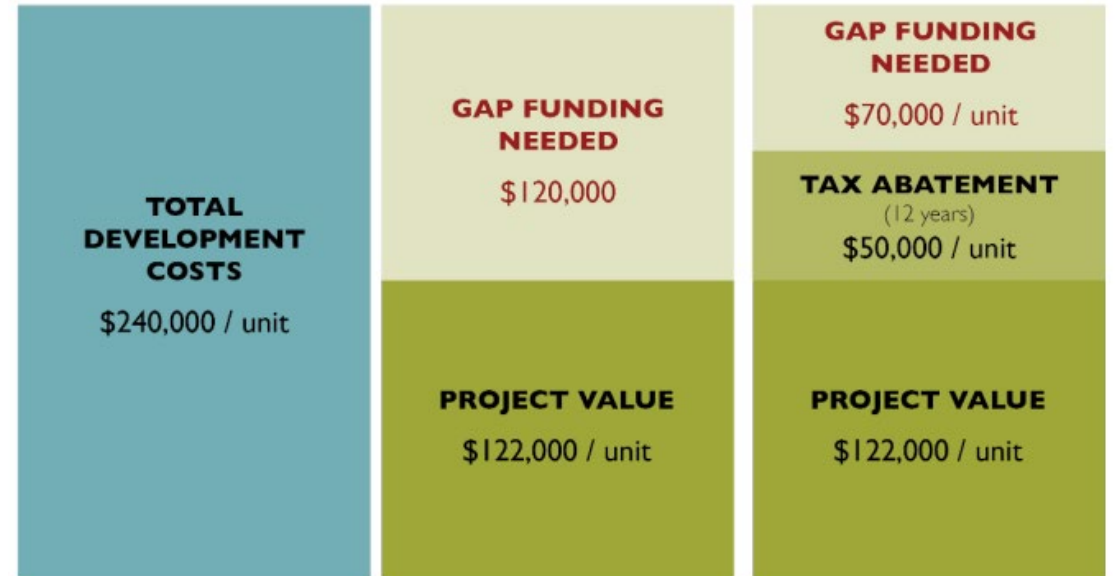 TOTAL
DEVELOPMENT
COSTS
$240,000 / unit
GAP FUNDING
NEEDED
$120,000
PROJECT VALUE
$122,000 / unit
GAP FUNDING
NEEDED
$70,000 / unit
TAX ABATEMENT
(12 years)
$50,000 / unit
PROJECT VALUE
$122,000 / unit